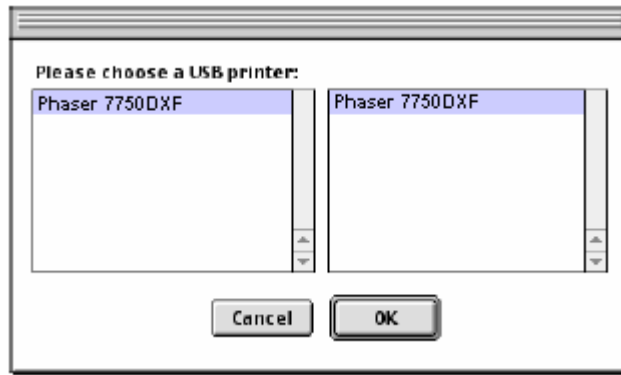 Please choose a USB printer:
Phaser 7750DXF Phaser 7750DXF
Cancel OK